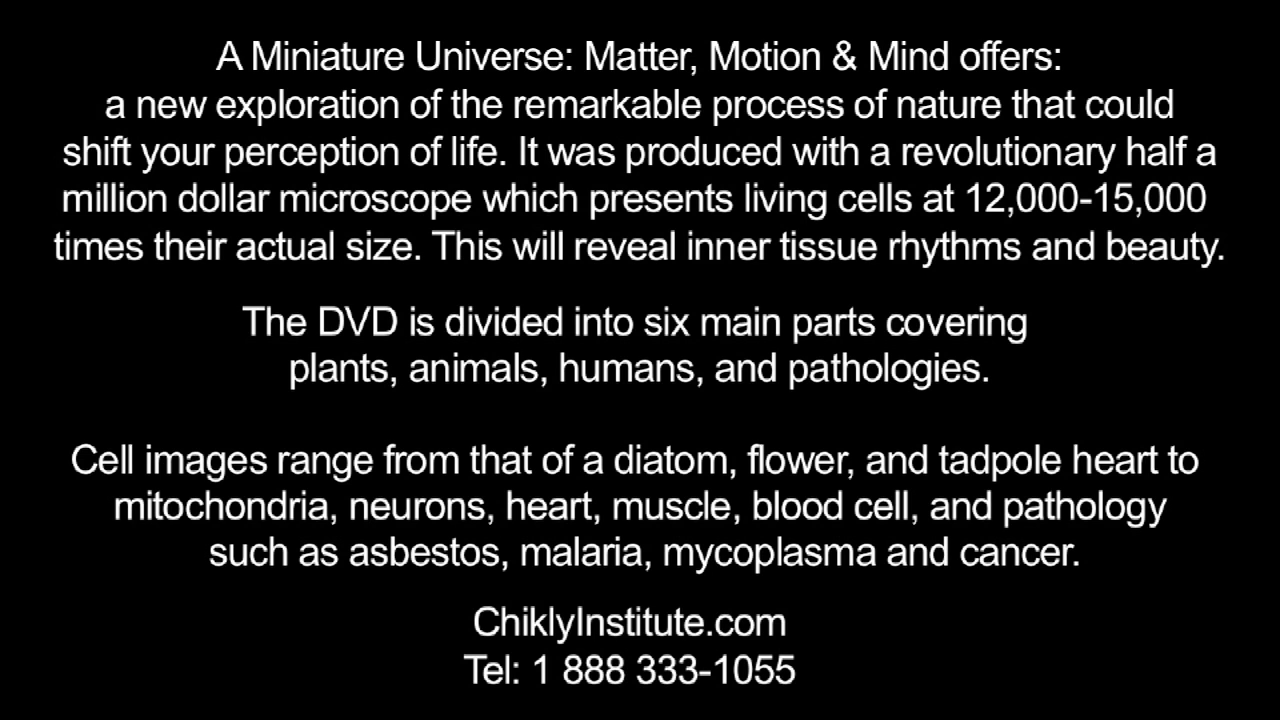 A Miniature Universe: Matter, Motion & Mind offers:
a new exploration of the remarkable process of nature that could
shift your perception of life. It was produced with a revolutionary half a
million dollar microscope which presents living cells at 12,000-15,000
times their actual size. This will reveal inner tissue rhythms and beauty.
The DVD is divided into six main parts covering
plants, animals, humans, and pathologies.
Cell images range from that of a diatom, flower, and tadpole heart to
mitochondria, neurons, heart, muscle, blood cell, and pathology
such as asbestos, malaria, mycoplasma and cancer.
ChiklyInstitute.com
Tel: 1 888 333-1055